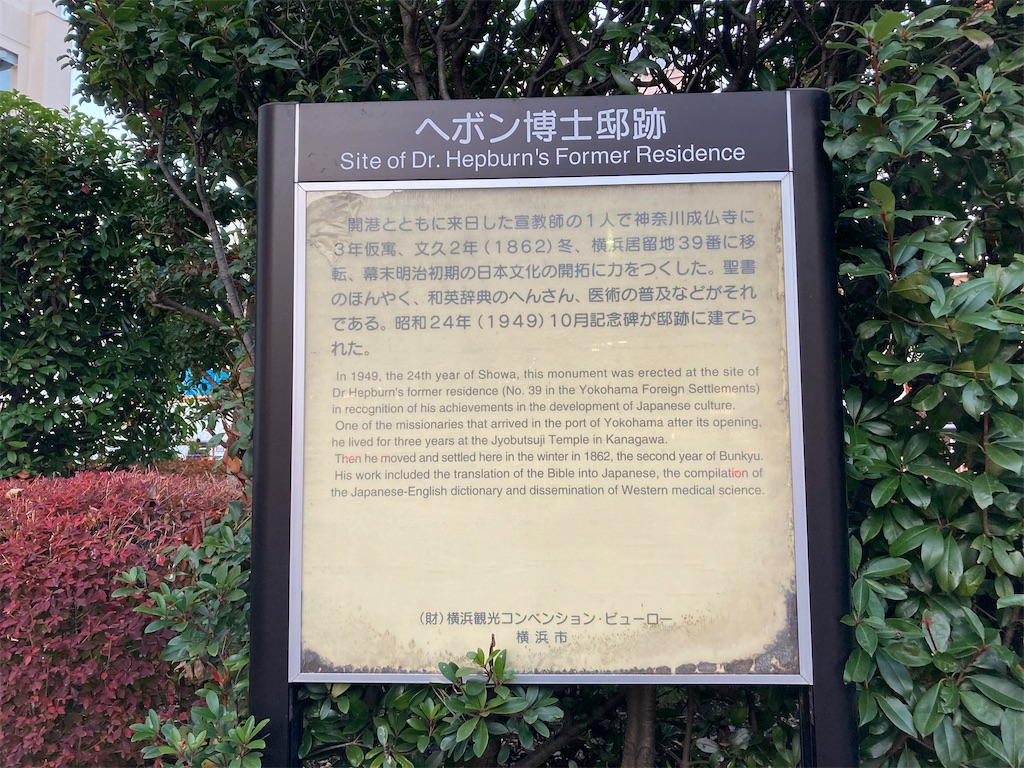 ヘボン博士邸跡
Site of Dr. Hepburn's Former Residence
開港とともに来日した宣教師の1人で神奈川成仏寺に
3年仮寓、文久2年(1862)冬、横浜居留地39番に移
転、幕末明治初期の日本文化の開拓に力をつくした。聖書
のほんやく、和英辞典のへんさん、医術の普及などがそれ
である。昭和24年(1949)10月記念碑が邸跡に建てら
れた。
In 1949, the 24th year of Showa, this monument was erected at the site of
Dr Hepburn's former residence (No. 39 in the Yokohama Foreign Settlements)
in recognition of his achievements in the development of Japanese culture.
One of the missionaries that arrived in the port of Yokohama after its opening,
he lived for three years at the Jyobutsuji Temple in Kanagawa.
Then he moved and settled here in the winter in 1862, the second year of Bunkyu.
His work included the translation of the Bible into Japanese, the compilation of
the Japanese-English dictionary and dissemination of Western medical science.
(財)横浜観光コンベンション・ビューロー
横浜市